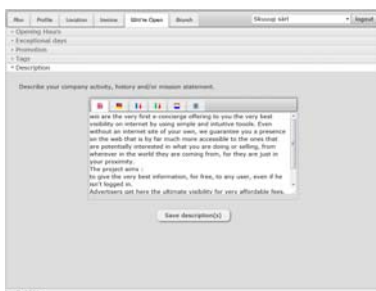 Profile Location Invoice We're Open Branch Skuuup sàrl logout
Opening Hours
Exceptional days
Promotion
Tags
Description
Describe your company activity, history and/or mission statement.
are the very first e-concierge offering to you the very best
visibility on internet by using simple and intuitive toools. Even
without an internet site of your own, we guarantee you a presence
on the web that is by far much more accessible to the ones that
are potentially interested in what you are doing or selling, from
wherever in the world they are coming from, for they are just in
your proximity.
The project aims :
to give the very best information, for free, to any user, even if he
isn't logged in.
Advertisers get here the ultimate visibility for very affordable fees.
Save description(s)